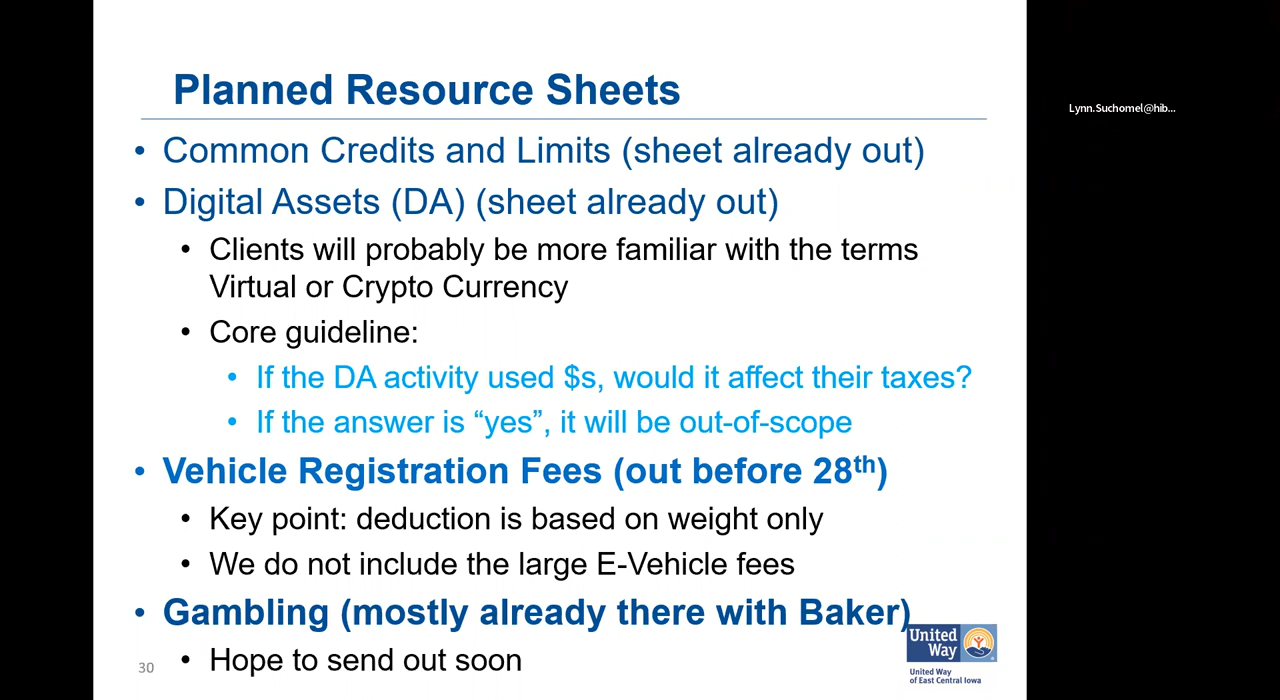 Planned Resource Sheets
Lynn.Suchomel@hib...
• Common Credits and Limits (sheet already out)
• Digital Assets (DA) (sheet already out)
• Clients will probably be more familiar with the terms
Virtual or Crypto Currency
• Core guideline:
• If the DA activity used $s, would it affect their taxes?
• If the answer is “yes”, it will be out-of-scope
• Vehicle Registration Fees (out before 28th)
• Key point: deduction is based on weight only
• We do not include the large E-Vehicle fees
• Gambling (mostly already there with Baker)
• Hope to send out soon
30
United
Way
United Way
of East Central Iowa